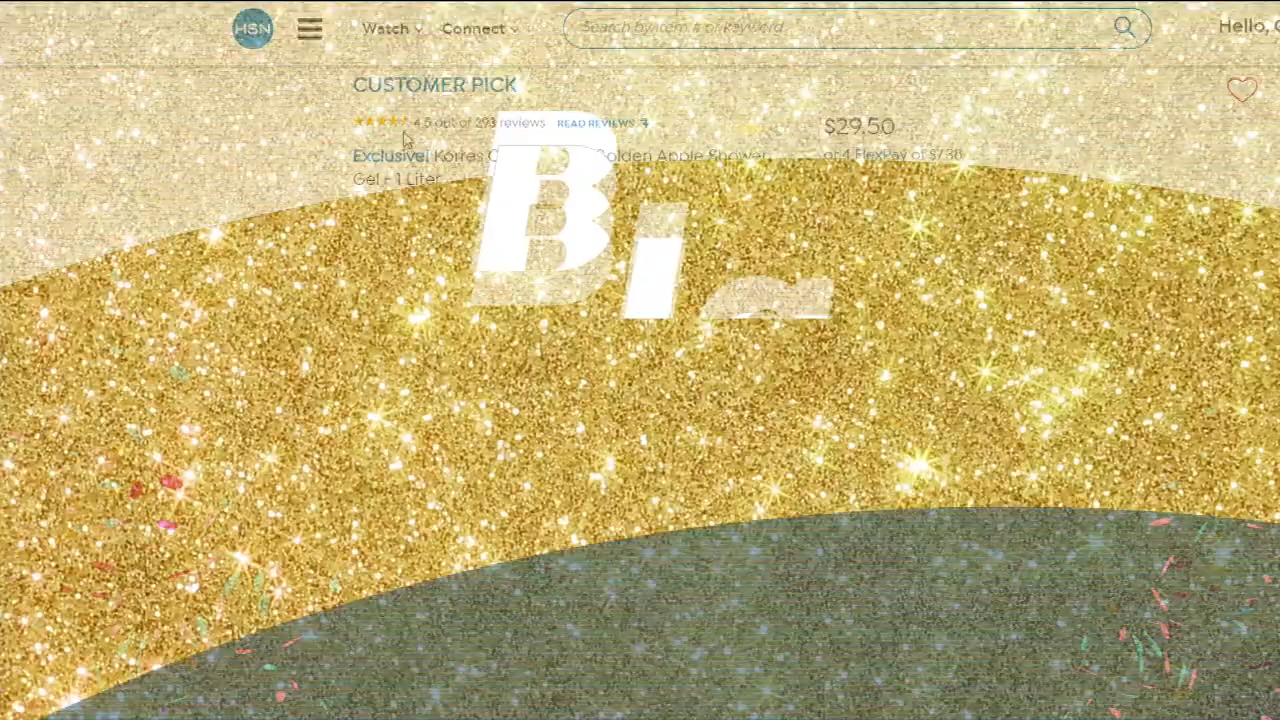 HSN
Watch
Connect
Search by item # or keyword
Hello,
CUSTOMER PICK
4.5 out of 293 reviews READ REVIEWS
$29.50
Exclusive! Korres Golden Apple Shower
or 4 FlexPay of $7.38
Gel - 1 Liter
Bi